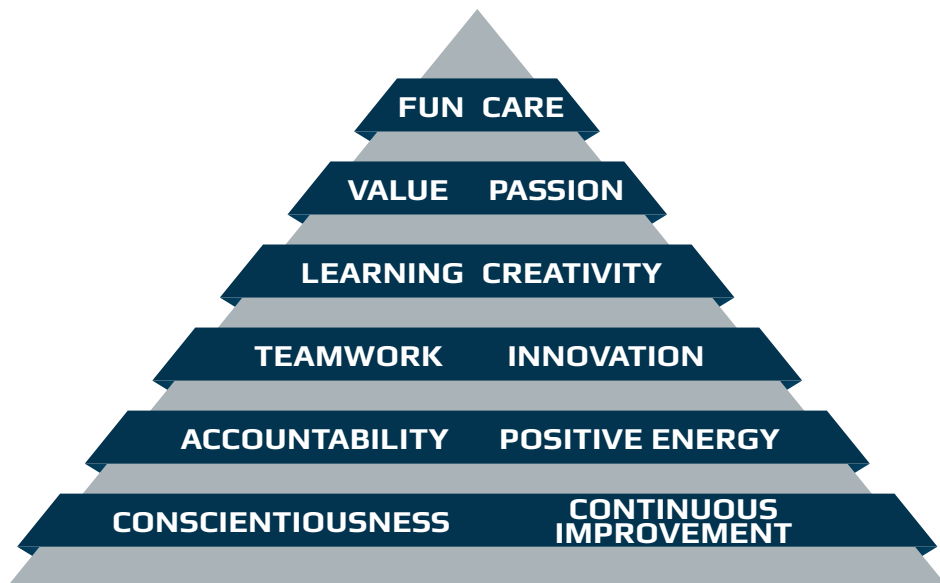 FUN CARE
VALUE PASSION
LEARNING CREATIVITY
TEAMWORK INNOVATION
ACCOUNTABILITY POSITIVE ENERGY
CONSCIENTIOUSNESS CONTINUOUS
IMPROVEMENT